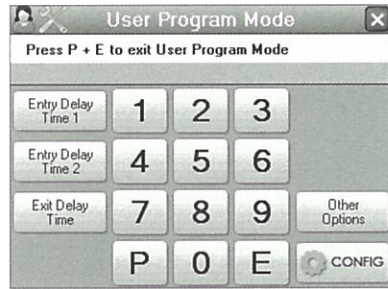 User Program Mode
Press P + E to exit User Program Mode
Entry Delay
Time 1
1 2 3
Entry Delay
Time 2
4 5 6
Exit Delay
Time
7 8 9
Other
Options
P 0 E
CONFIG